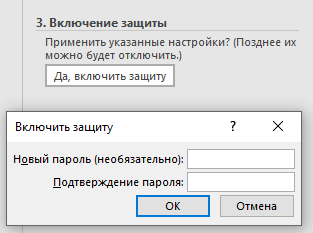 3. Включение защиты
Применить указанные настройки? (Позднее их
можно будет отключить.)
Да, включить защиту
Включить защиту
?
Новый пароль (необязательно):
Подтверждение пароля:
ОК
Отмена